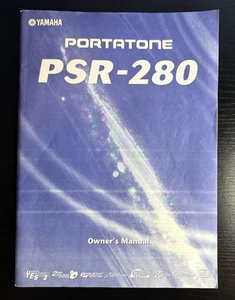 YAMAHA
PORTATONE
PSR-280
Owner's Manual